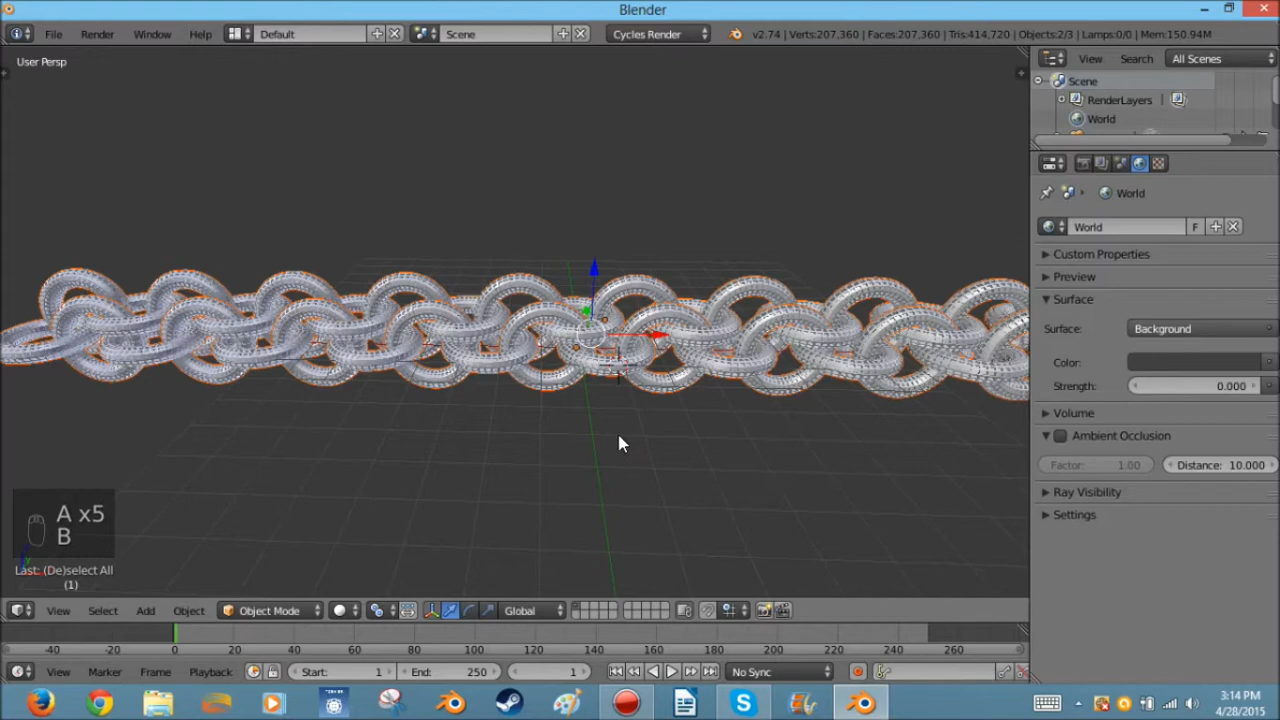 Blender
File Render Window Help Default Scene Cycles Render v2.74 | Verts:207,360 | Faces:207,360 | Tris:414,720 | Objects:2/3 | Lamps:0/0 | Mem:150.94M
User Persp
View Search All Scenes
Scene
RenderLayers
World
World
World F
Custom Properties
Preview
Surface
Surface: Background
Color:
Strength: 0.000
Volume
Ambient Occlusion
Factor: 1.00 Distance: 10.000
Ray Visibility
Settings
A x5
B
Last: (De)select All
(1)
View Select Add Object Object Mode Global
-40 -20 0 20 40 60 80 100 120 140 160 180 200 220 240 260
View Marker Frame Playback Start: 1 End: 250 1 No Sync
3:14 PM
4/28/2015